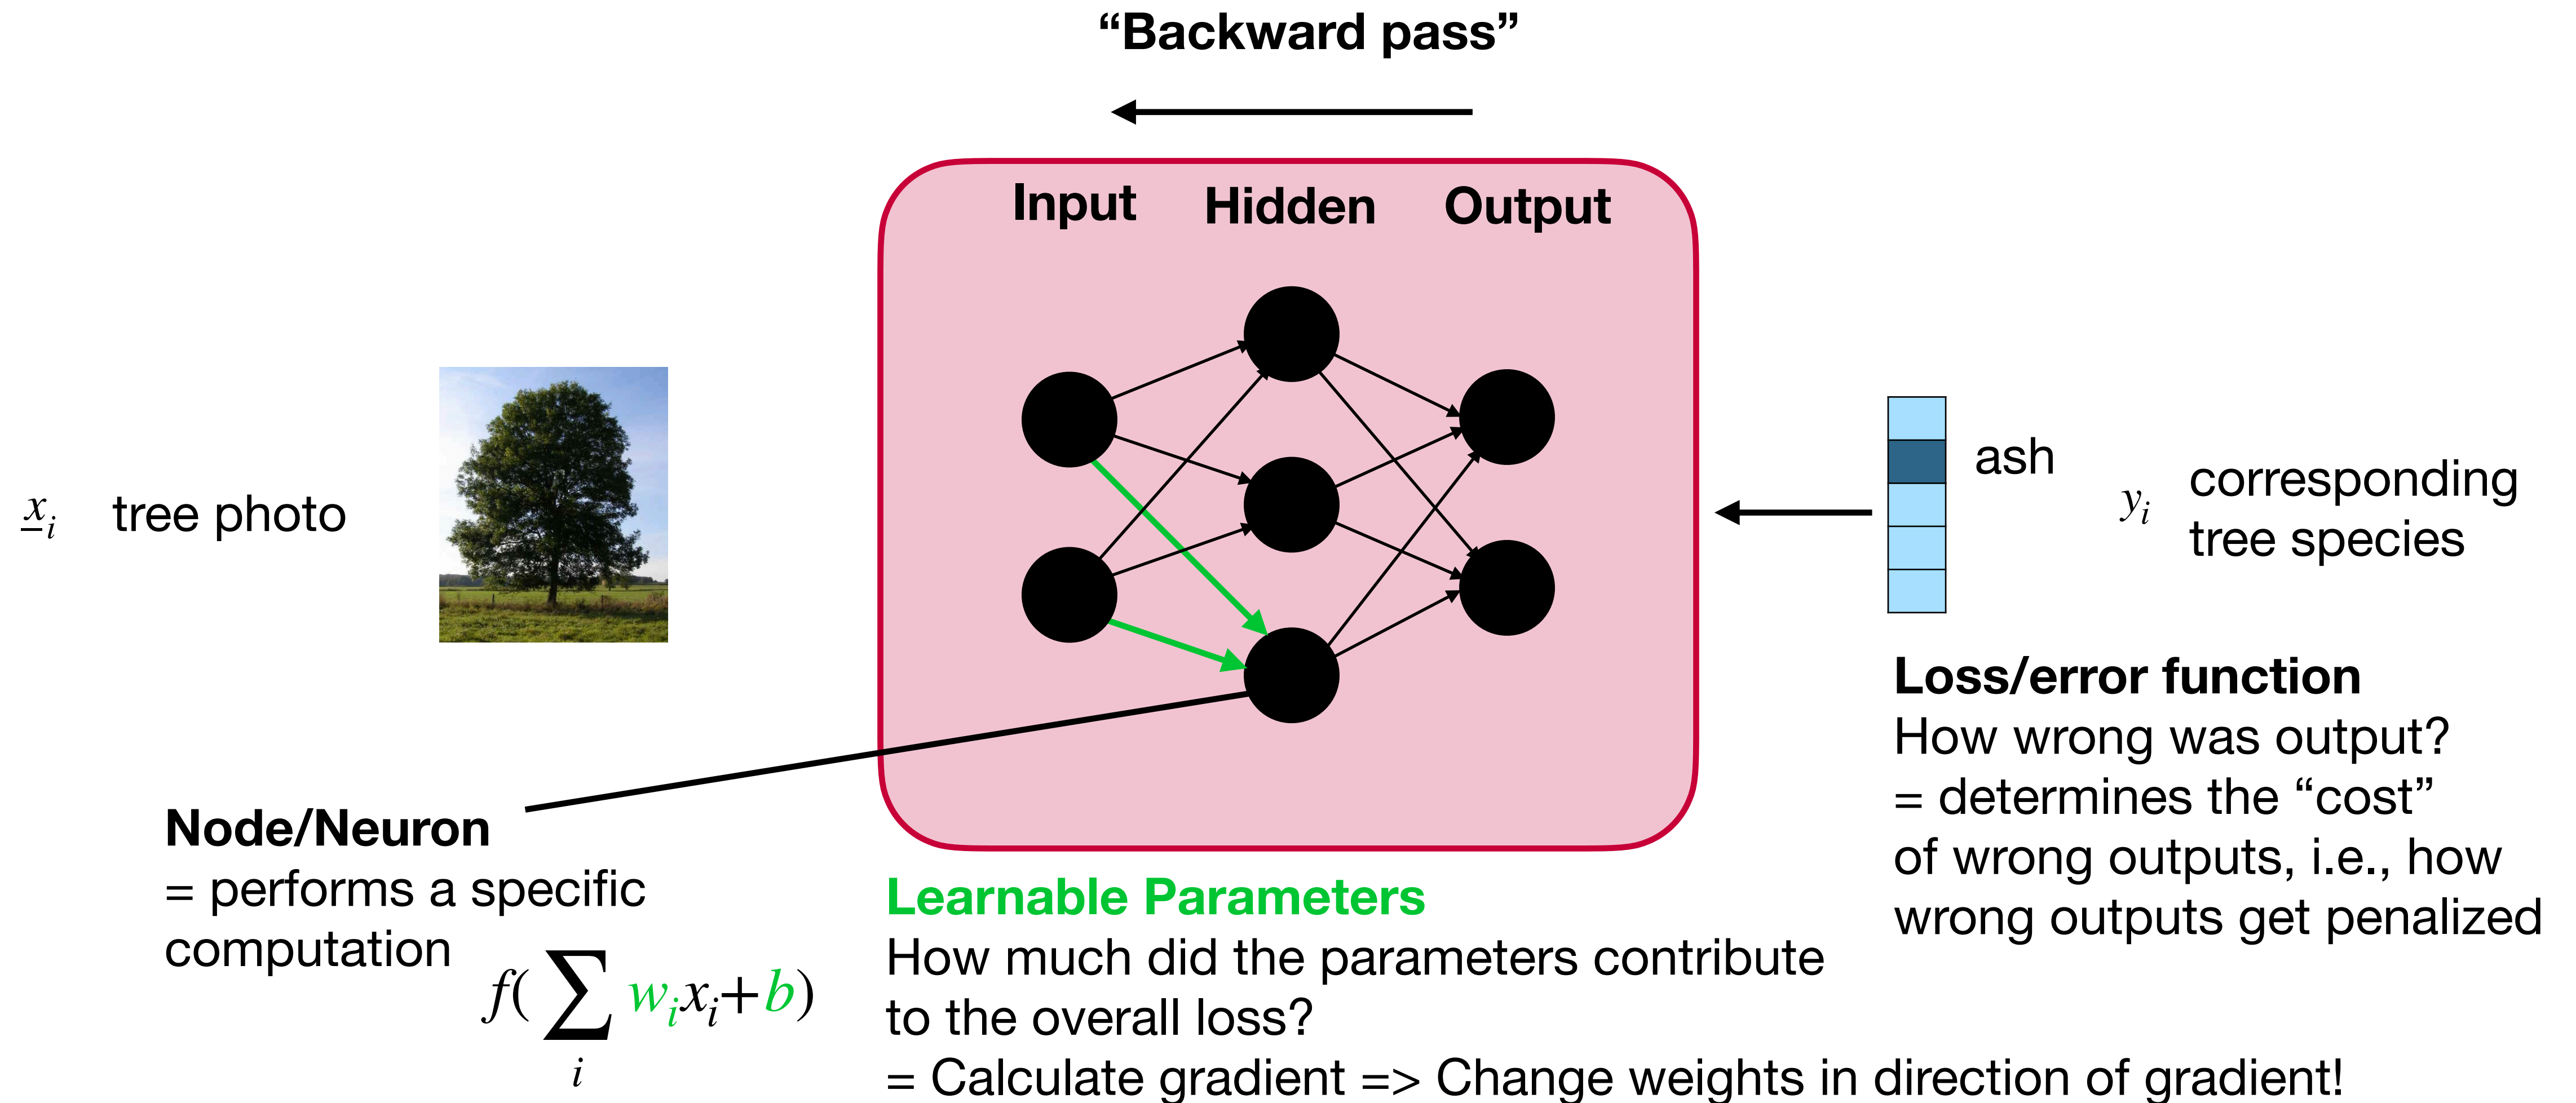 “Backward pass”
Input Hidden Output
x_i tree photo
ash
y_i corresponding
tree species
Node/Neuron
= performs a specific
computation
f( ∑_i w_i x_i + b)
Learnable Parameters
How much did the parameters contribute
to the overall loss?
= Calculate gradient => Change weights in direction of gradient!
Loss/error function
How wrong was output?
= determines the “cost”
of wrong outputs, i.e., how
wrong outputs get penalized